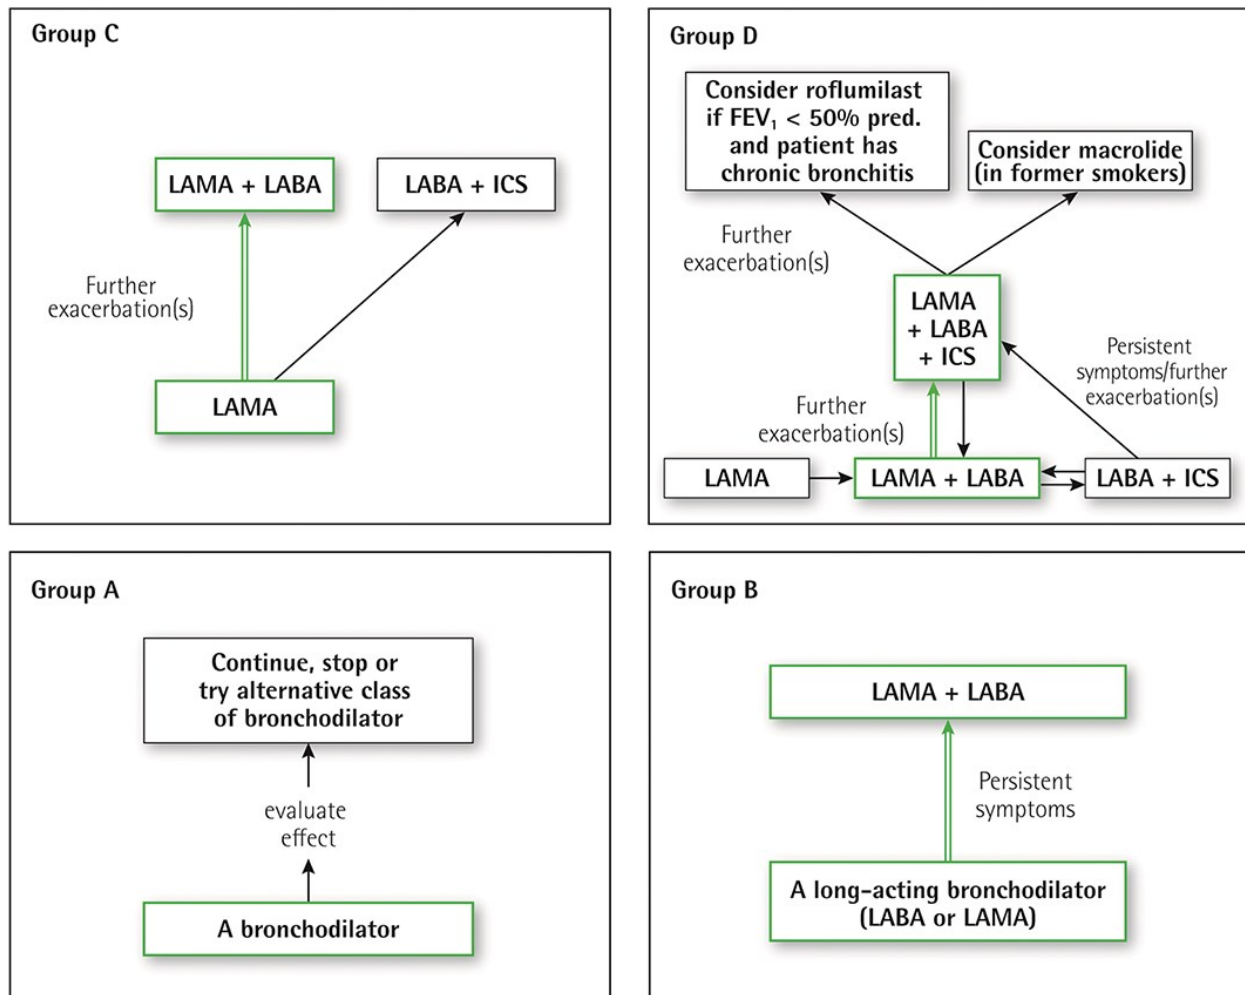 Group C
LAMA + LABA
LABA + ICS
Further
exacerbation(s)
LAMA
Group D
Consider roflumilast
if FEV₁ < 50% pred.
and patient has
chronic bronchitis
Consider macrolide
(in former smokers)
Further
exacerbation(s)
LAMA
+ LABA
+ ICS
Persistent
symptoms/further
exacerbation(s)
Further
exacerbation(s)
LAMA
LAMA + LABA
LABA + ICS
Group A
Continue, stop or
try alternative class
of bronchodilator
evaluate
effect
A bronchodilator
Group B
LAMA + LABA
Persistent
symptoms
A long-acting bronchodilator
(LABA or LAMA)